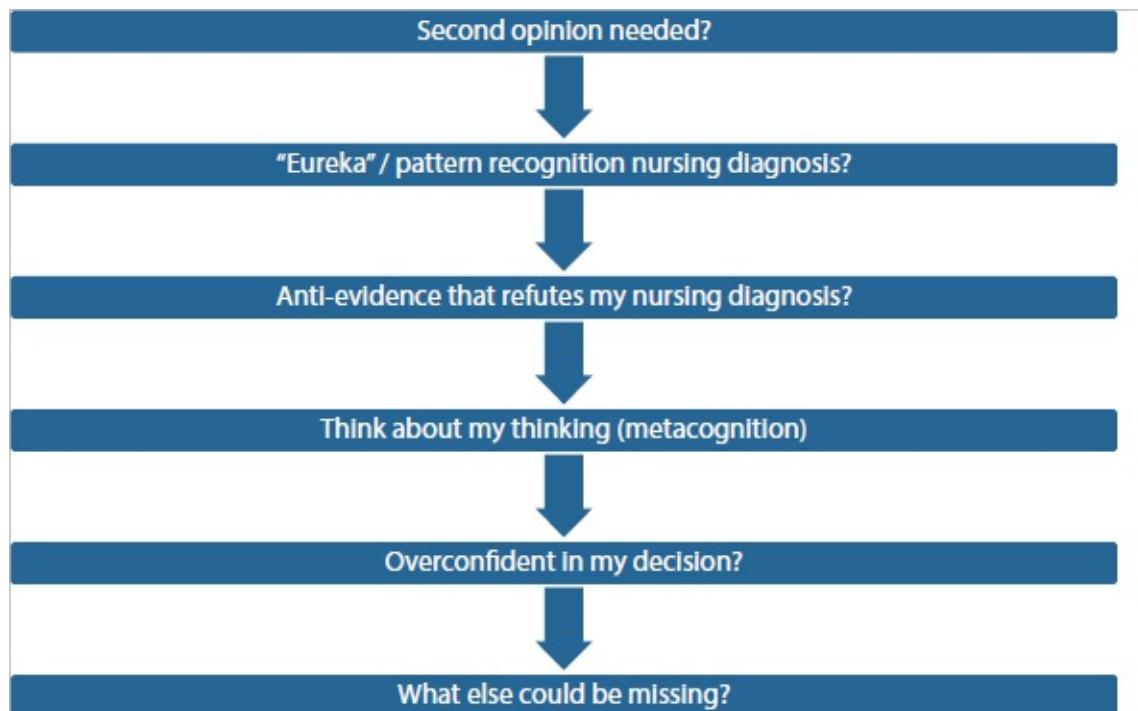 Second opinion needed?
“Eureka” / pattern recognition nursing diagnosis?
Anti-evidence that refutes my nursing diagnosis?
Think about my thinking (metacognition)
Overconfident in my decision?
What else could be missing?